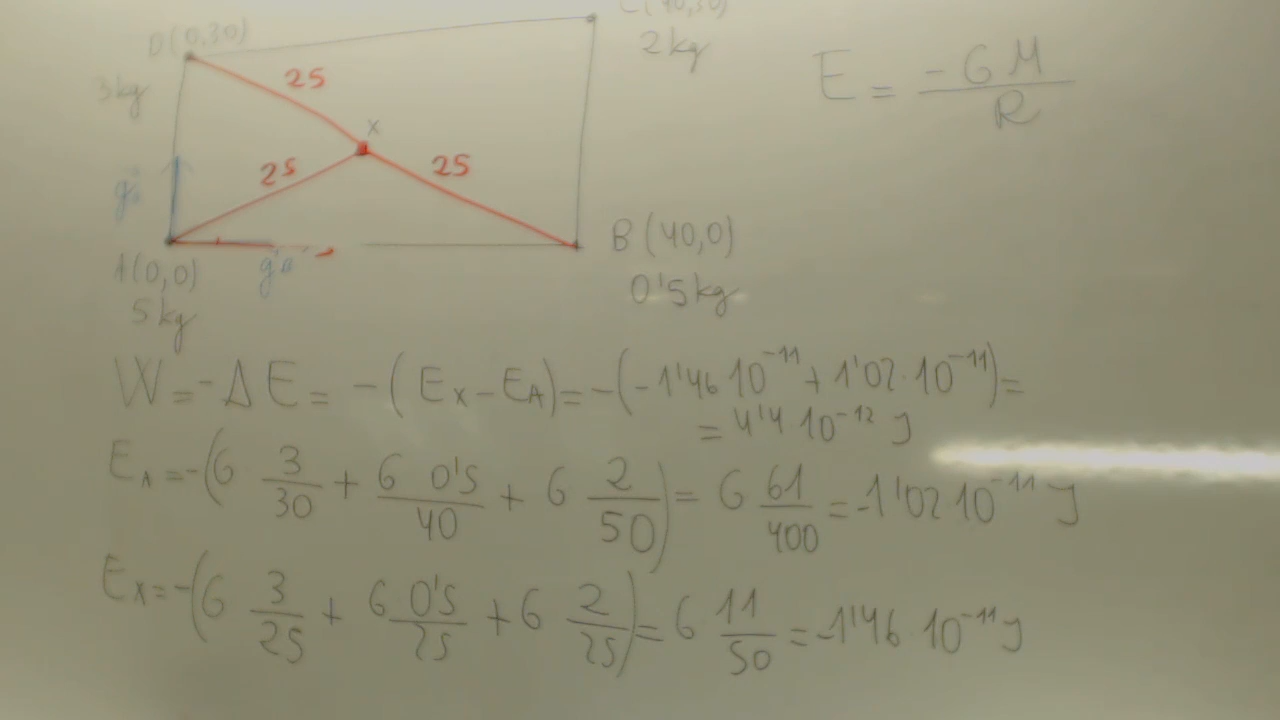 D(0,30)
C(40,30)
3kg
2kg
25
X
25
25
E = -GM/R
A(0,0)
5kg
B(40,0)
0'5kg
W = -ΔE = -(Ex - EA) = -(-1'46 10^-11 + 1'02·10^-11) =
= 4'4 10^-12 J
EA = -(G 3/30 + G 0'5/40 + G 2/50) = G 61/400 = -1'02 10^-11 J
Ex = -(G 3/25 + G 0'5/25 + G 2/25) = G 11/50 = -1'46·10^-11 J